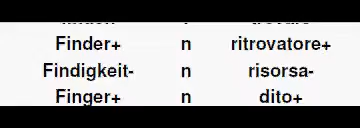 Finder+ n ritrovatore+
Findigkeit- n risorsa-
Finger+ n dito+